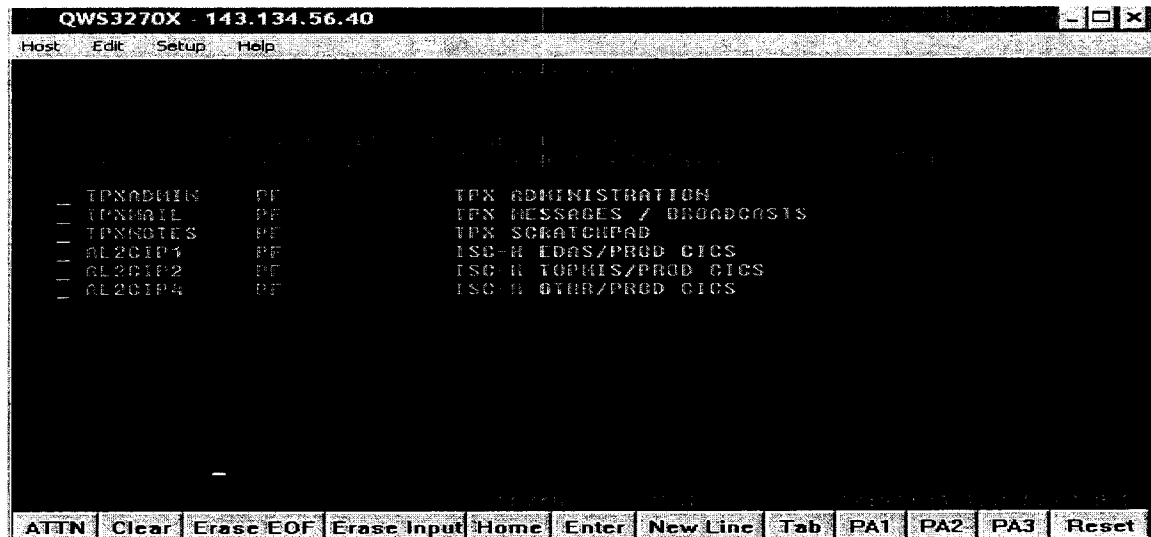 QWS3270X - 143.134.56.40
Host Edit Setup Help
_ TPXADMIN PF TPX ADMINISTRATION
_ TPXMAIL PF TPX MESSAGES / BROADCASTS
_ TPXNOTES PF TPX SCRATCHPAD
_ AL2CIP1 PF ISC-H EDAS/PROD CICS
_ AL2CIP2 PF ISC-H TOPMIS/PROD CICS
_ AL2CIP4 PF ISC-H OTHR/PROD CICS
ATTN Clear Erase EOF Erase Input Home Enter New Line Tab PA1 PA2 PA3 Reset